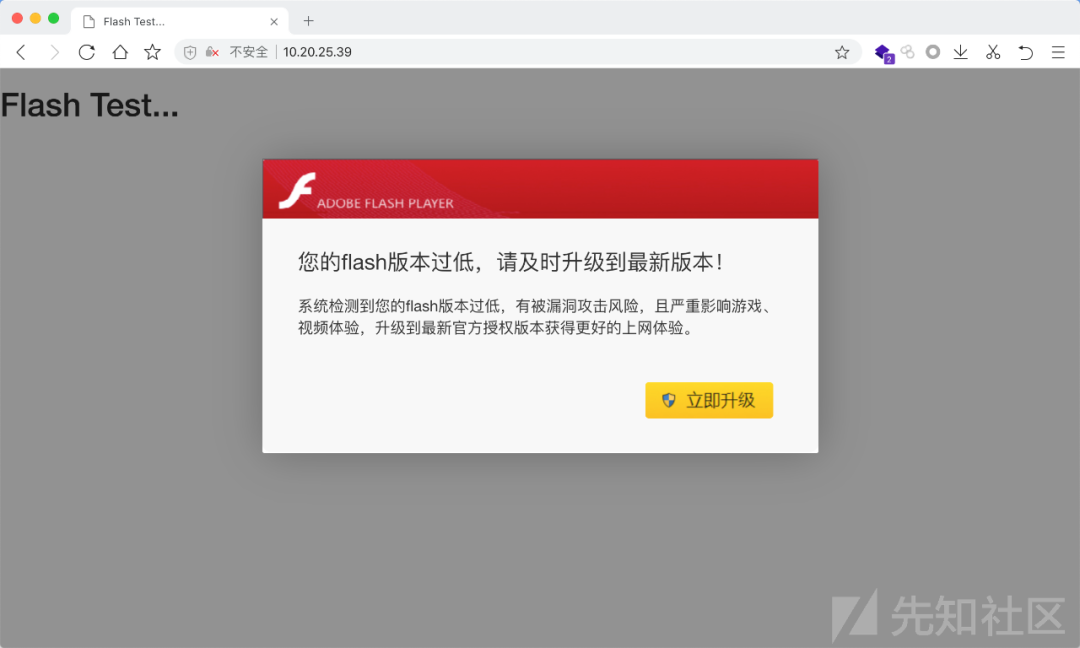 Flash Test...
不安全 10.20.25.39
2
Flash Test...
ADOBE FLASH PLAYER
您的flash版本过低，请及时升级到最新版本！
系统检测到您的flash版本过低，有被漏洞攻击风险，且严重影响游戏、
视频体验，升级到最新官方授权版本获得更好的上网体验。
立即升级
先知社区